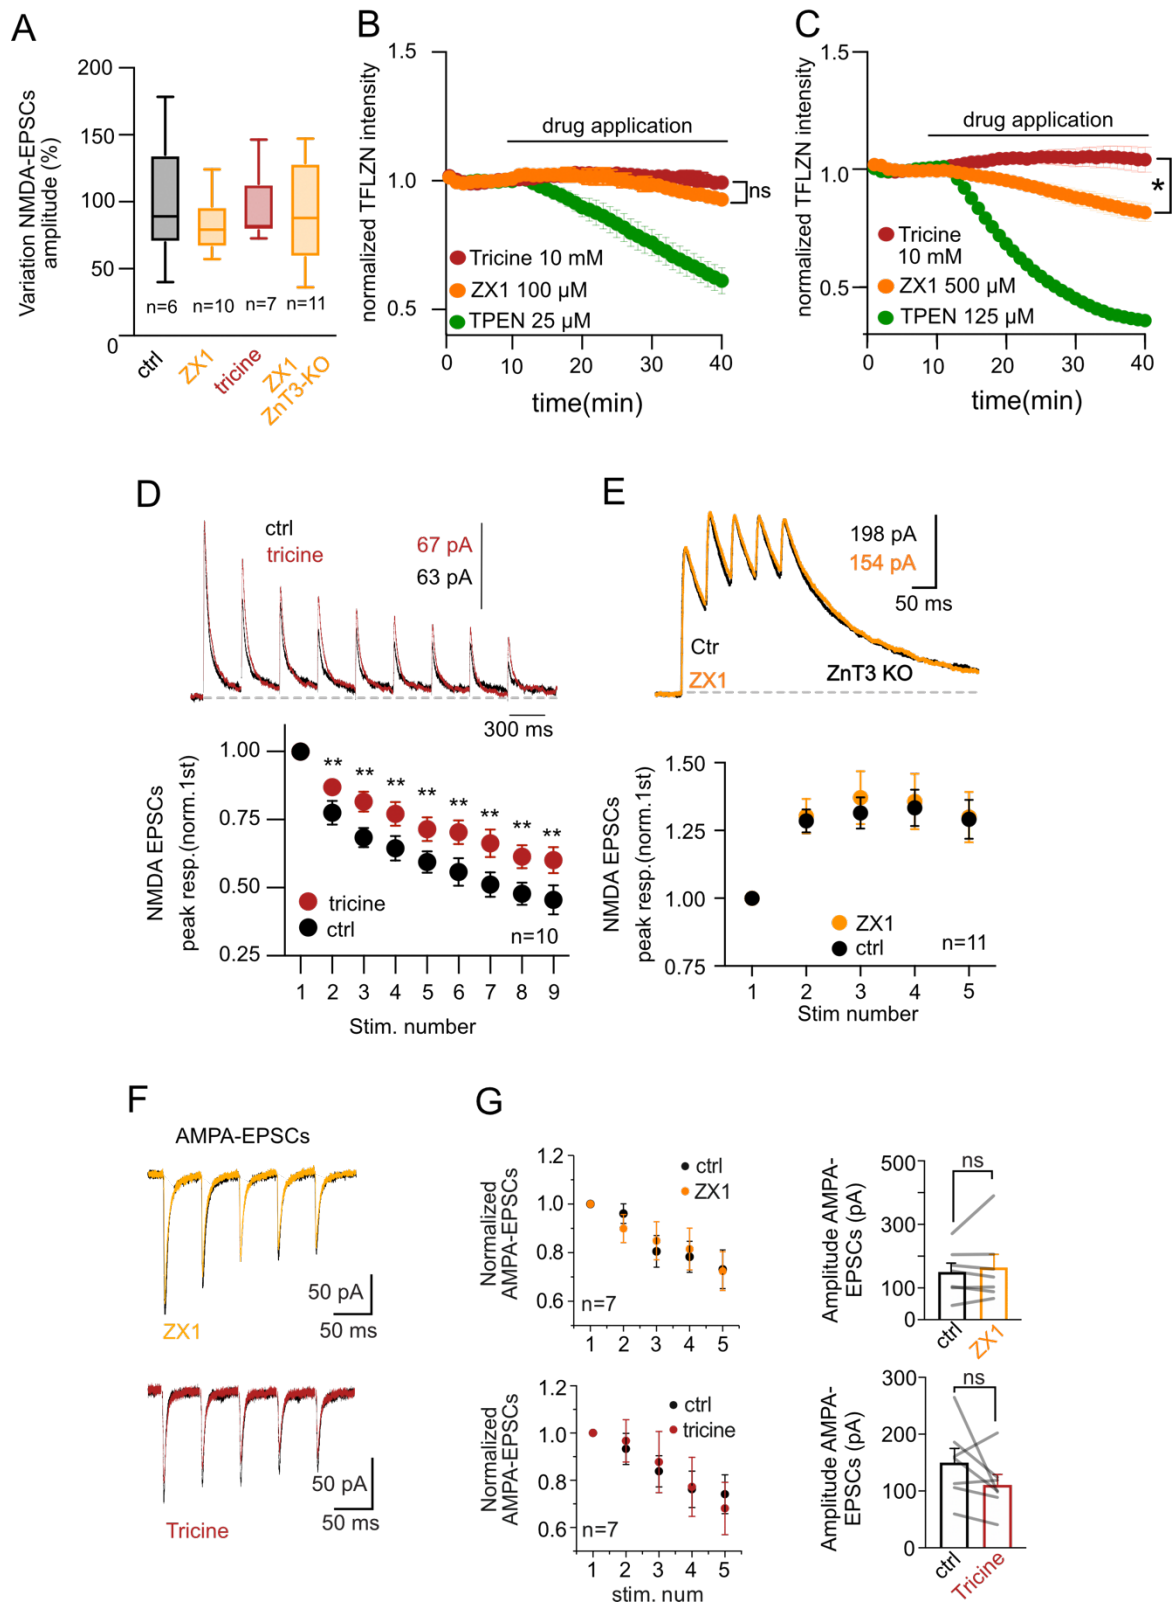 A
Variation NMDA-EPSCs
amplitude (%)
200
150
100
50
0
n=6
n=10
n=7
n=11
ctrl
ZX1
tricine
ZX1
ZnT3-KO
B
normalized TFLZN intensity
1.5
1.0
0.5
drug application
ns
Tricine 10 mM
ZX1 100 µM
TPEN 25 µM
0
10
20
30
40
time(min)
C
normalized TFLZN intensity
1.5
1.0
0.5
drug application
*
Tricine
10 mM
ZX1 500 µM
TPEN 125 µM
0
10
20
30
40
time(min)
D
ctrl
tricine
67 pA
63 pA
300 ms
NMDA EPSCs
peak resp.(norm.1st)
1.00
0.75
0.50
0.25
** ** ** ** ** ** ** **
tricine
ctrl
n=10
1 2 3 4 5 6 7 8 9
Stim. number
E
198 pA
154 pA
50 ms
Ctr
ZX1
ZnT3 KO
NMDA EPSCs
peak resp.(norm.1st)
1.50
1.25
1.00
0.75
ZX1
ctrl
n=11
1 2 3 4 5
Stim number
F
AMPA-EPSCs
50 pA
50 ms
ZX1
50 pA
50 ms
Tricine
G
Normalized
AMPA-EPSCs
1.2
1.0
0.8
0.6
ctrl
ZX1
n=7
1 2 3 4 5
Amplitude AMPA-
EPSCs (pA)
500
300
100
0
ns
ctrl
ZX1
Normalized
AMPA-EPSCs
1.2
1.0
0.8
0.6
ctrl
tricine
n=7
1 2 3 4 5
stim. num
Amplitude AMPA-
EPSCs (pA)
300
200
100
0
ns
ctrl
Tricine